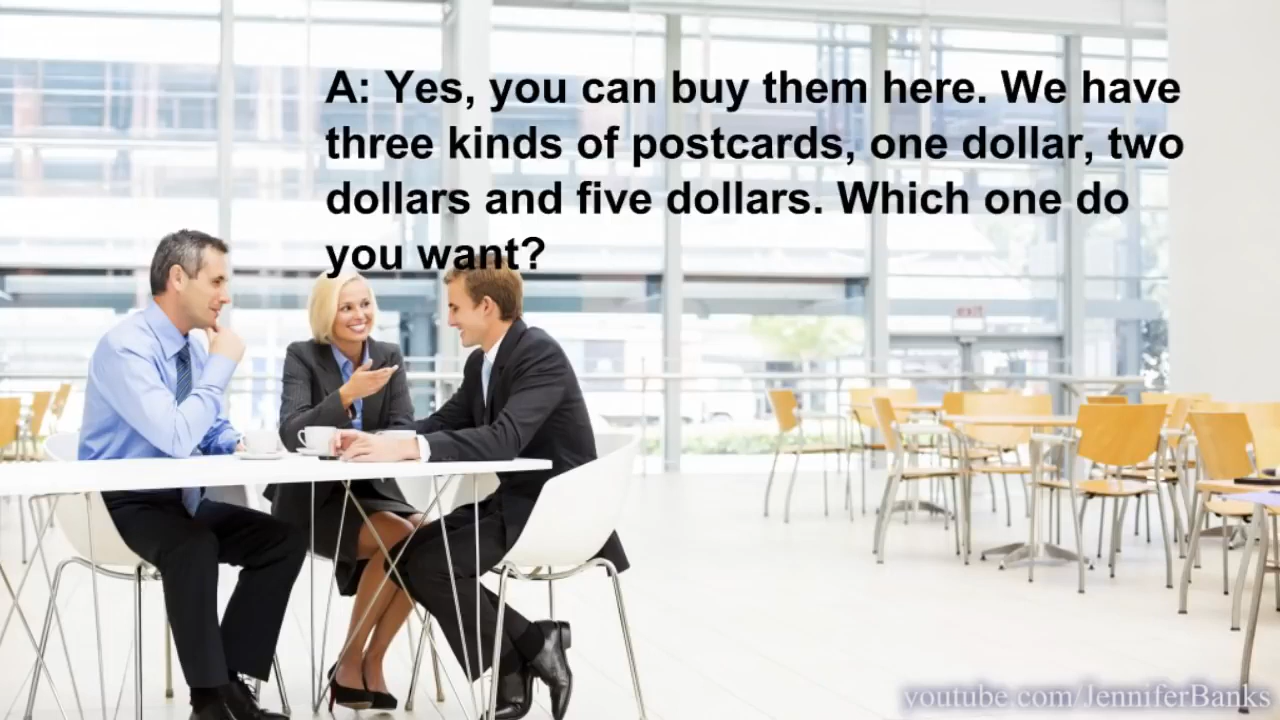 A: Yes, you can buy them here. We have
three kinds of postcards, one dollar, two
dollars and five dollars. Which one do
you want?
exit
youtube.com/JenniferBanks